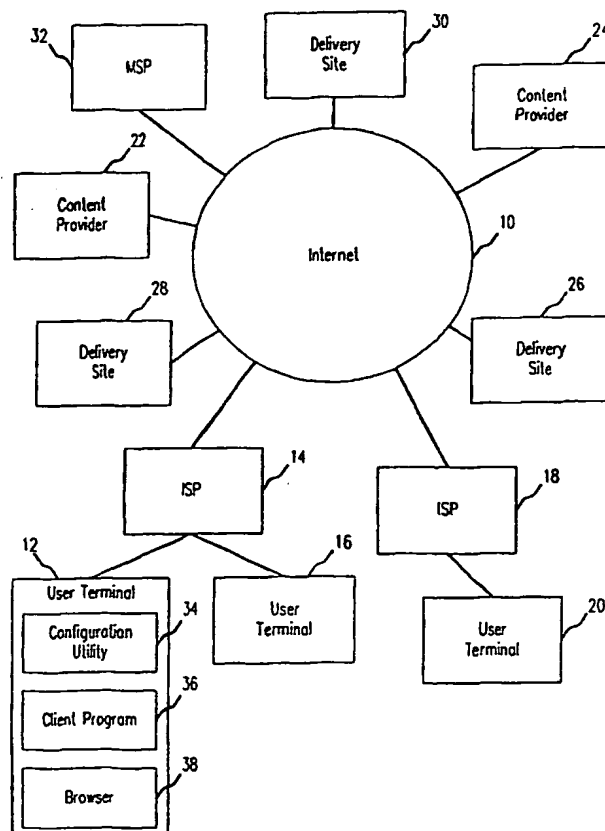 32
MSP
30
Delivery
Site
24
Content
Provider
22
Content
Provider
10
Internet
28
Delivery
Site
26
Delivery
Site
14
ISP
18
ISP
12
User Terminal
34
Configuration
Utility
36
Client Program
38
Browser
16
User
Terminal
20
User
Terminal